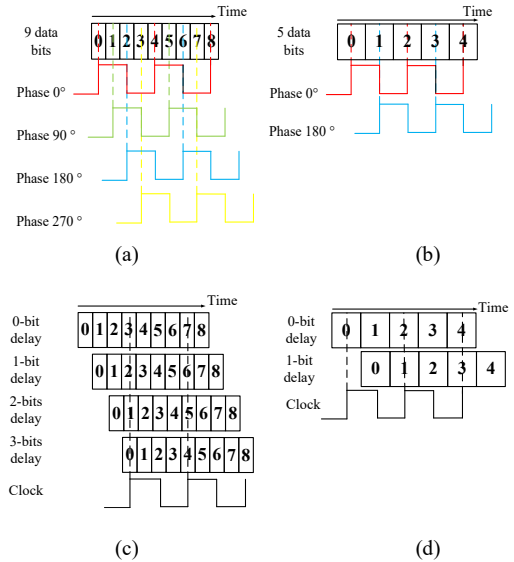 Time
9 data bits
0 1 2 3 4 5 6 7 8
Phase 0°
Phase 90 °
Phase 180 °
Phase 270 °
(a)
Time
5 data bits
0 1 2 3 4
Phase 0°
Phase 180 °
(b)
Time
0-bit delay
0 1 2 3 4 5 6 7 8
1-bit delay
0 1 2 3 4 5 6 7 8
2-bits delay
0 1 2 3 4 5 6 7 8
3-bits delay
0 1 2 3 4 5 6 7 8
Clock
(c)
Time
0-bit delay
0 1 2 3 4
1-bit delay
0 1 2 3 4
Clock
(d)